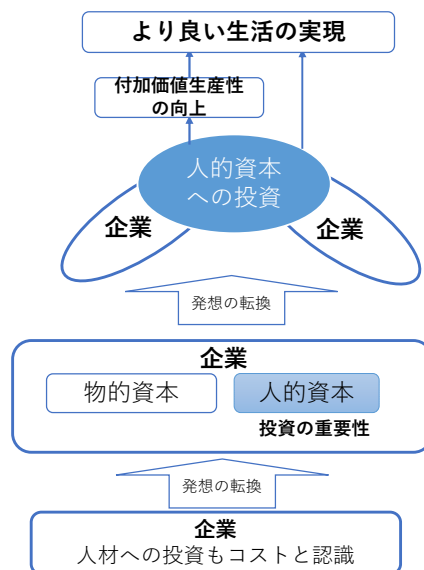 より良い生活の実現
付加価値生産性
の向上
人的資本
への投資
企業
企業
発想の転換
企業
物的資本
人的資本
投資の重要性
発想の転換
企業
人材への投資もコストと認識